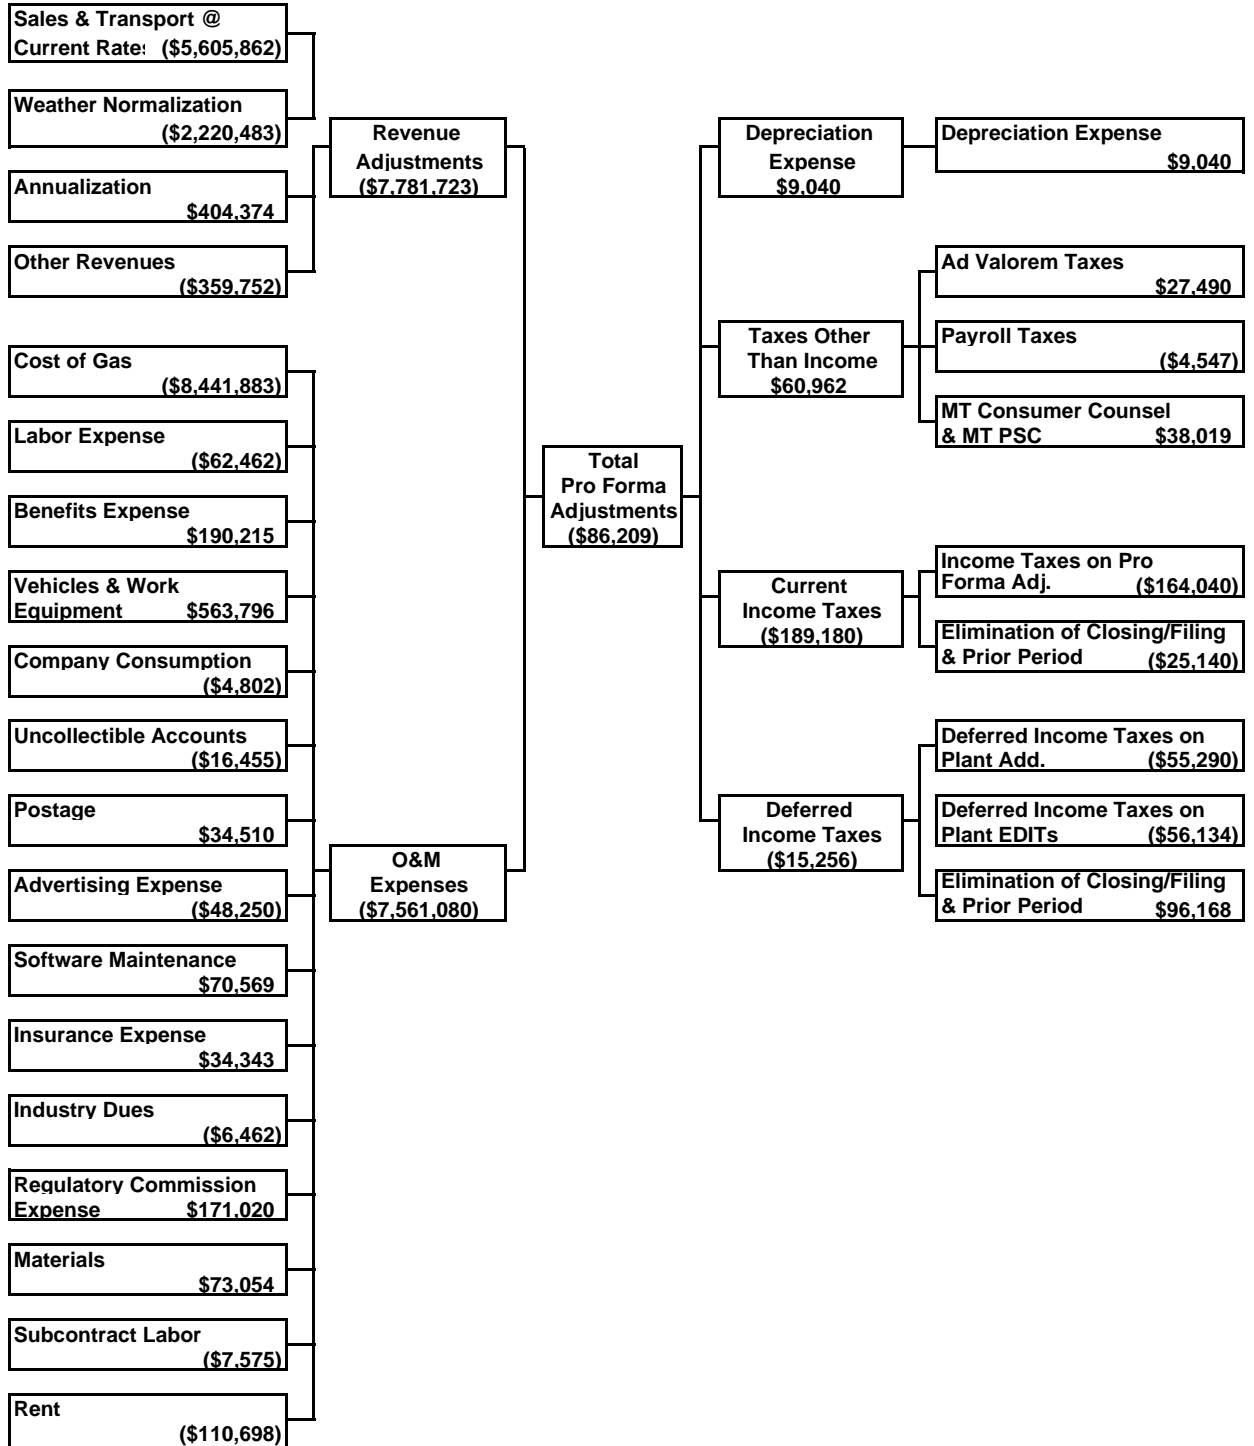 Sales & Transport @
Current Rates ($5,605,862)
Weather Normalization
($2,220,483)
Annualization
$404,374
Other Revenues
($359,752)
Cost of Gas
($8,441,883)
Labor Expense
($62,462)
Benefits Expense
$190,215
Vehicles & Work
Equipment $563,796
Company Consumption
($4,802)
Uncollectible Accounts
($16,455)
Postage
$34,510
Advertising Expense
($48,250)
Software Maintenance
$70,569
Insurance Expense
$34,343
Industry Dues
($6,462)
Regulatory Commission
Expense $171,020
Materials
$73,054
Subcontract Labor
($7,575)
Rent
($110,698)
Revenue
Adjustments
($7,781,723)
O&M
Expenses
($7,561,080)
Total
Pro Forma
Adjustments
($86,209)
Depreciation
Expense
$9,040
Taxes Other
Than Income
$60,962
Current
Income Taxes
($189,180)
Deferred
Income Taxes
($15,256)
Depreciation Expense
$9,040
Ad Valorem Taxes
$27,490
Payroll Taxes
($4,547)
MT Consumer Counsel
& MT PSC $38,019
Income Taxes on Pro
Forma Adj. ($164,040)
Elimination of Closing/Filing
& Prior Period ($25,140)
Deferred Income Taxes on
Plant Add. ($55,290)
Deferred Income Taxes on
Plant EDITs ($56,134)
Elimination of Closing/Filing
& Prior Period $96,168